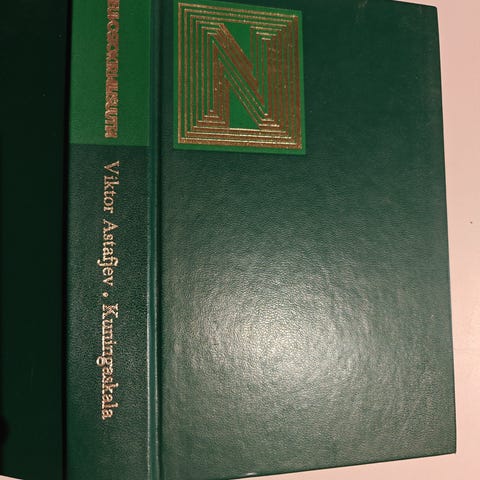 N
Viktor Astafjev . Kuningaskala